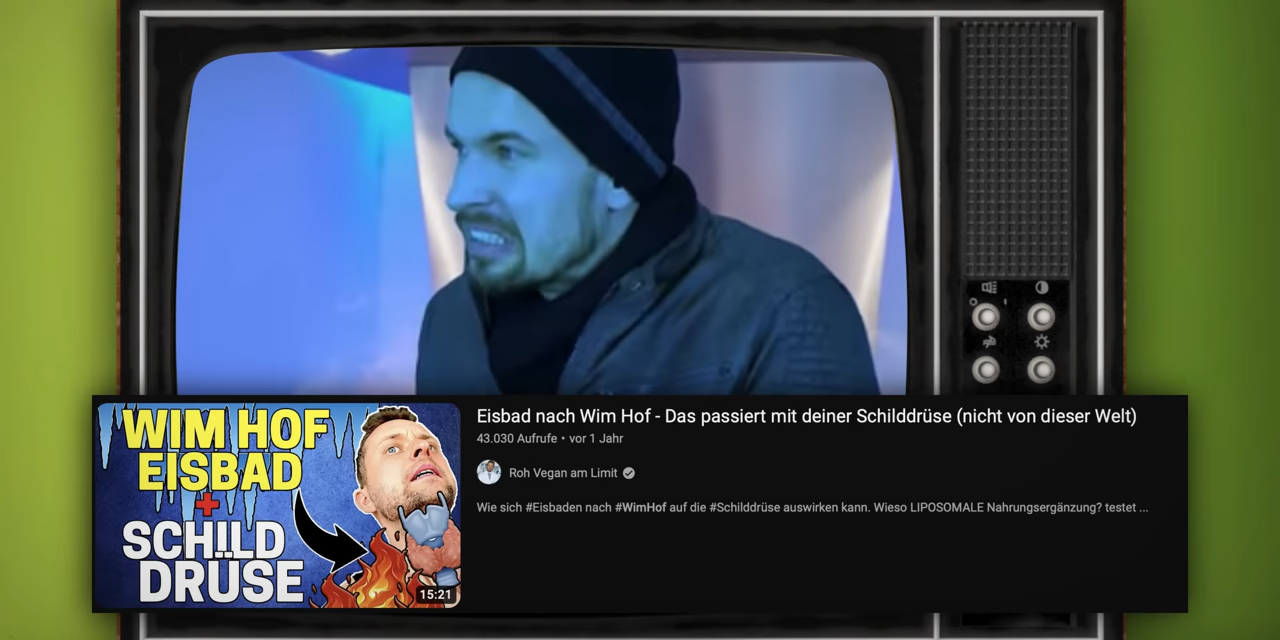 WIM HOF
EISBAD
+
SCHILD
DRÜSE
15:21
Eisbad nach Wim Hof - Das passiert mit deiner Schilddrüse (nicht von dieser Welt)
43.030 Aufrufe • vor 1 Jahr
Roh Vegan am Limit
Wie sich #Eisbaden nach #WimHof auf die #Schilddrüse auswirken kann. Wieso LIPOSOMALE Nahrungsergänzung? testet ...